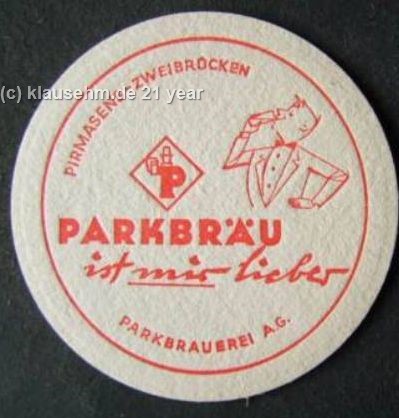 PIRMASENS-ZWEIBRÜCKEN
(c) klausehm.de 21 year
P
PARKBRÄU
ist mir lieber
PARKBRAUEREI A.G.